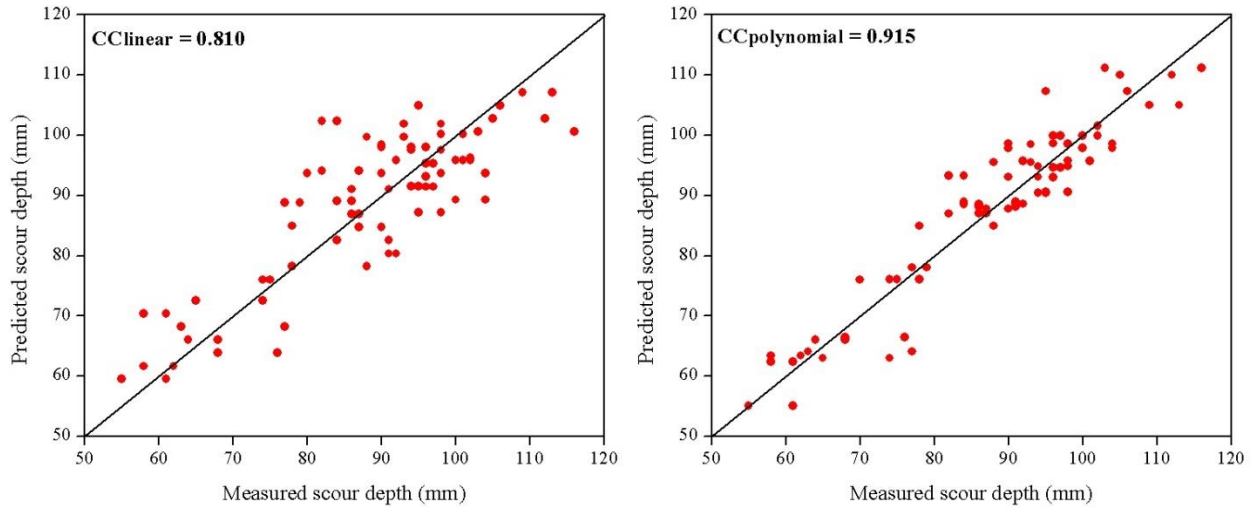 CClinear = 0.810
Predicted scour depth (mm)
120
110
100
90
80
70
60
50
50 60 70 80 90 100 110 120
Measured scour depth (mm)
CCpolynomial = 0.915
Predicted scour depth (mm)
120
110
100
90
80
70
60
50
50 60 70 80 90 100 110 120
Measured scour depth (mm)